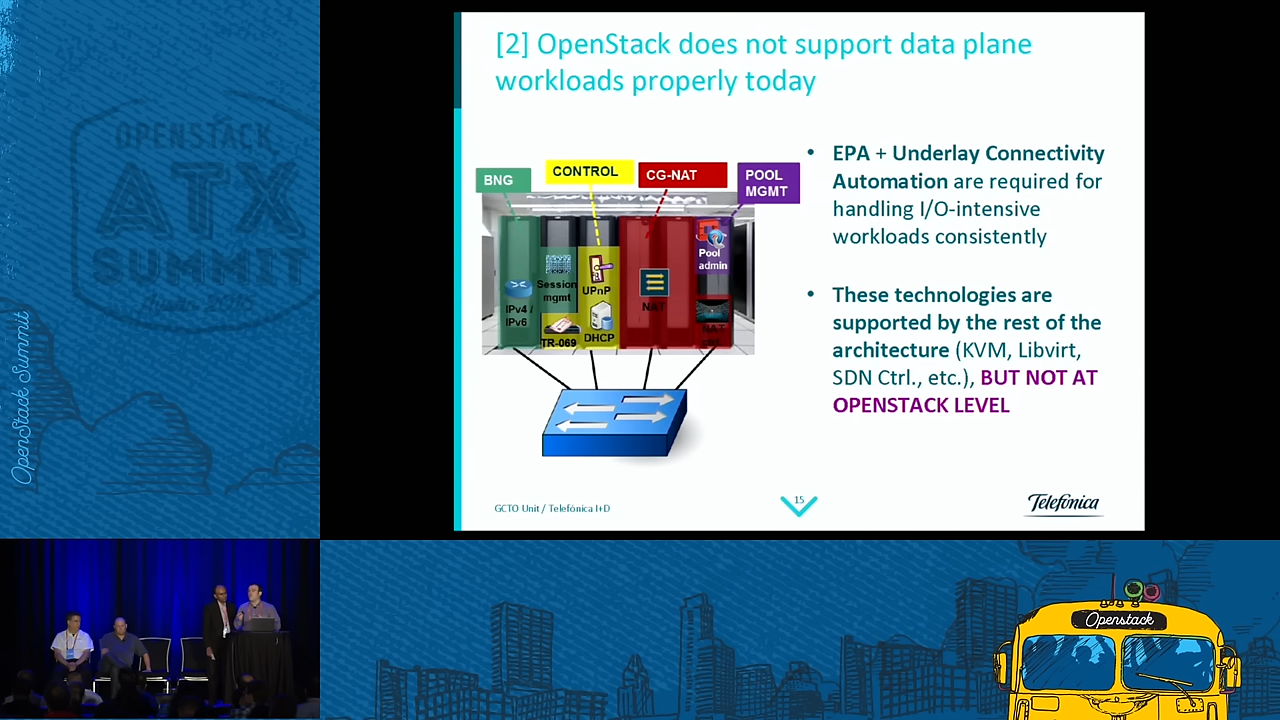 [2] OpenStack does not support data plane
workloads properly today
BNG
CONTROL
CG-NAT
POOL
MGMT
Pool
admin
Session
mgmt
UPnP
NAT
IPv4 /
IPv6
TR-069
DHCP
NAT
• EPA + Underlay Connectivity
Automation are required for
handling I/O-intensive
workloads consistently
• These technologies are
supported by the rest of the
architecture (KVM, Libvirt,
SDN Ctrl., etc.), BUT NOT AT
OPENSTACK LEVEL
GCTO Unit / Telefónica I+D
15
Telefónica
OPENSTACK
ATX
SUMMIT
OpenStack Summit
Openstack